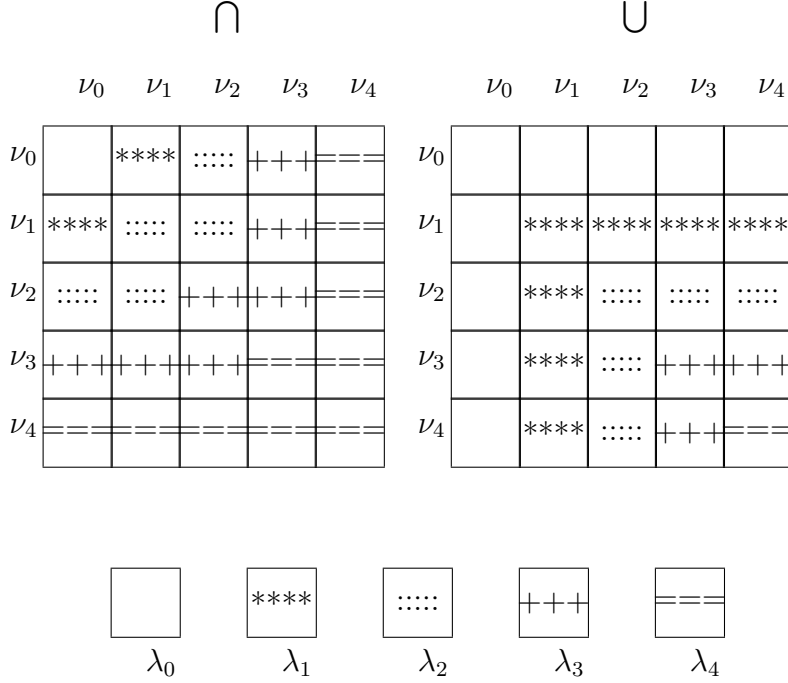 ∩ ∪
ν0 ν1 ν2 ν3 ν4 ν0 ν1 ν2 ν3 ν4
ν0 **** ::::: +++ === ν0
ν1 **** ::::: ::::: +++ === ν1 **** **** **** ****
ν2 ::::: ::::: +++ +++ === ν2 **** ::::: ::::: :::::
ν3 +++ +++ +++ === === ν3 **** ::::: +++ +++
ν4 === === === === === ν4 **** ::::: +++ ===
**** ::::: +++ ===
λ0 λ1 λ2 λ3 λ4